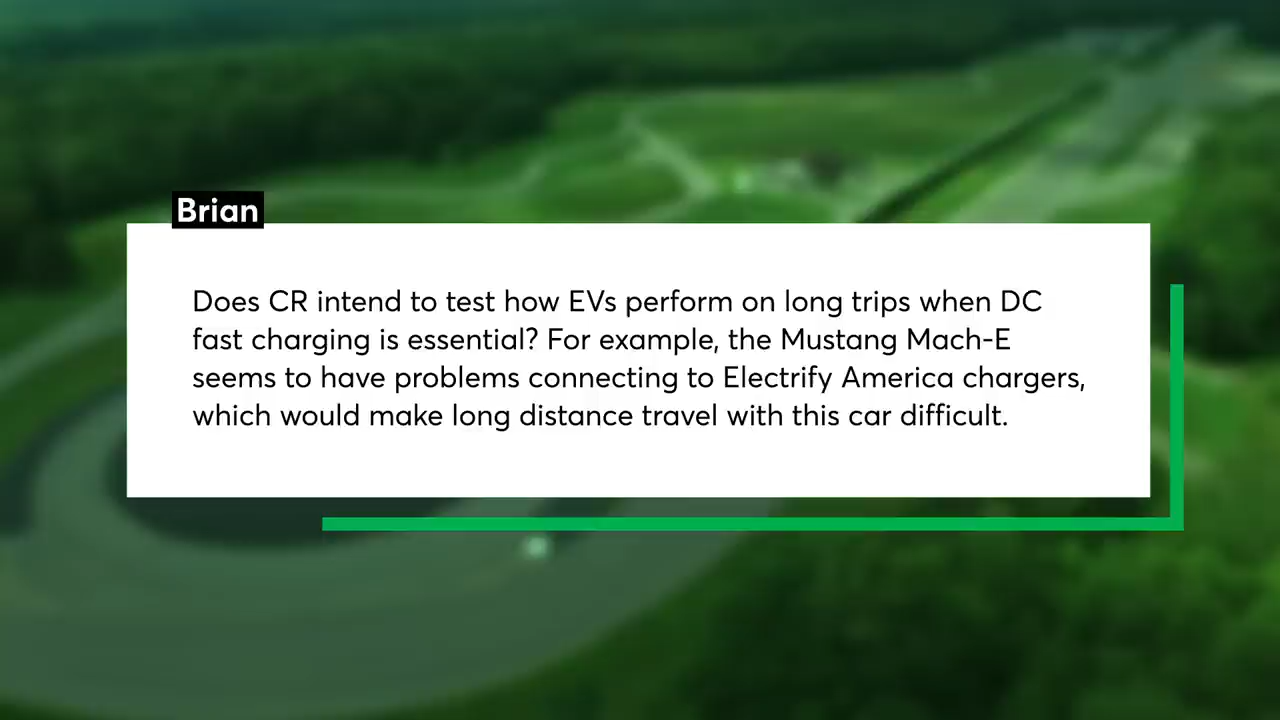 Brian
Does CR intend to test how EVs perform on long trips when DC
fast charging is essential? For example, the Mustang Mach-E
seems to have problems connecting to Electrify America chargers,
which would make long distance travel with this car difficult.